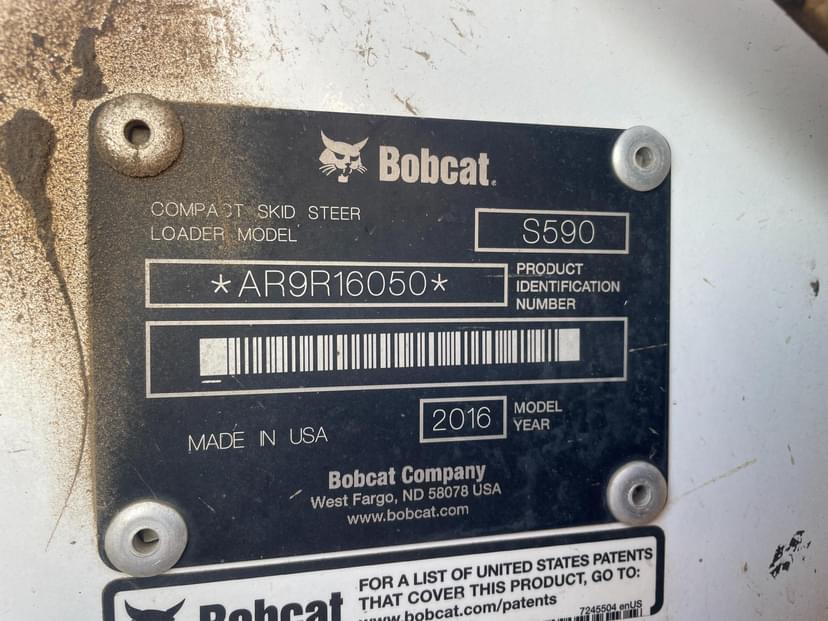 Bobcat.
COMPACT SKID STEER
LOADER MODEL
S590
*AR9R16050*
PRODUCT
IDENTIFICATION
NUMBER
MADE IN USA
2016
MODEL
YEAR
Bobcat Company
West Fargo, ND 58078 USA
www.bobcat.com
Bobcat
FOR A LIST OF UNITED STATES PATENTS
THAT COVER THIS PRODUCT, GO TO:
www.bobcat.com/patents
7245504 enUS